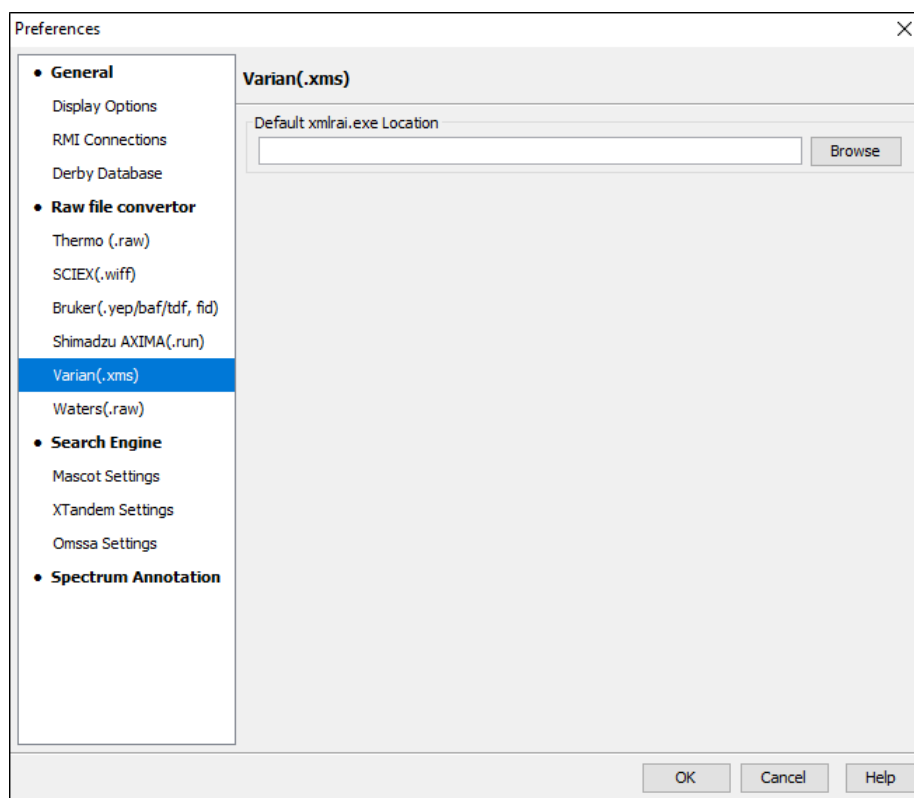 Preferences
• General
Display Options
RMI Connections
Derby Database
• Raw file convertor
Thermo (.raw)
SCIEX(.wiff)
Bruker(.yep/baf/tdf, fid)
Shimadzu AXIMA(.run)
Varian(.xms)
Waters(.raw)
• Search Engine
Mascot Settings
XTandem Settings
Omssa Settings
• Spectrum Annotation
Varian(.xms)
Default xmlrai.exe Location
Browse
OK Cancel Help